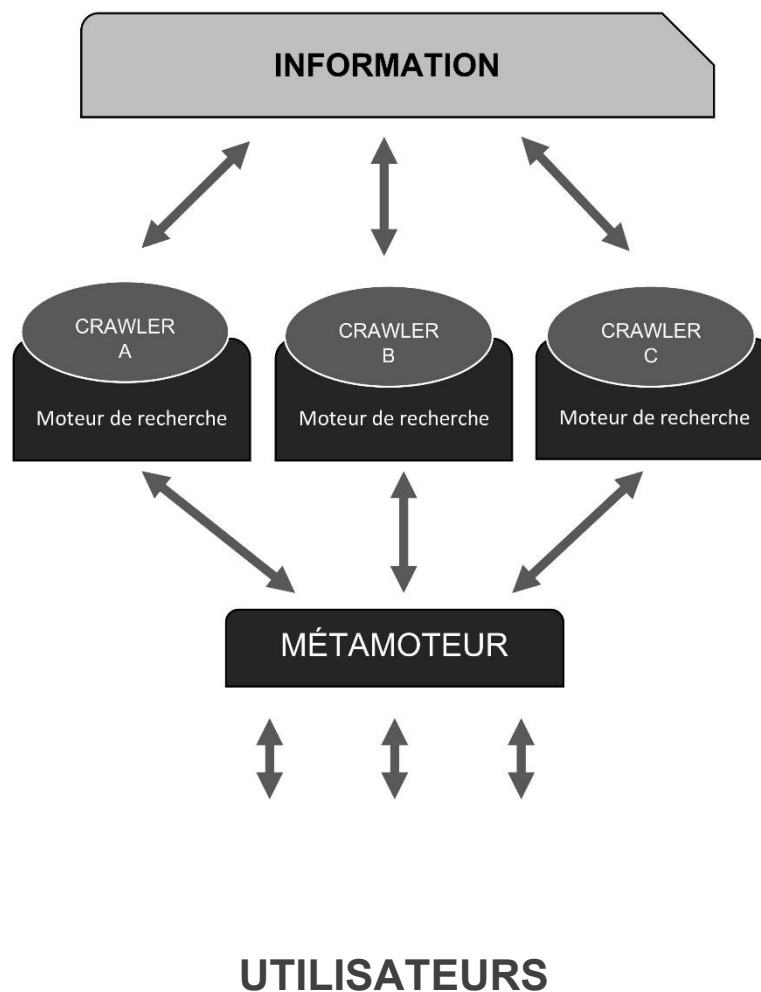 INFORMATION
CRAWLER
A
Moteur de recherche
CRAWLER
B
Moteur de recherche
CRAWLER
C
Moteur de recherche
MÉTAMOTEUR
UTILISATEURS